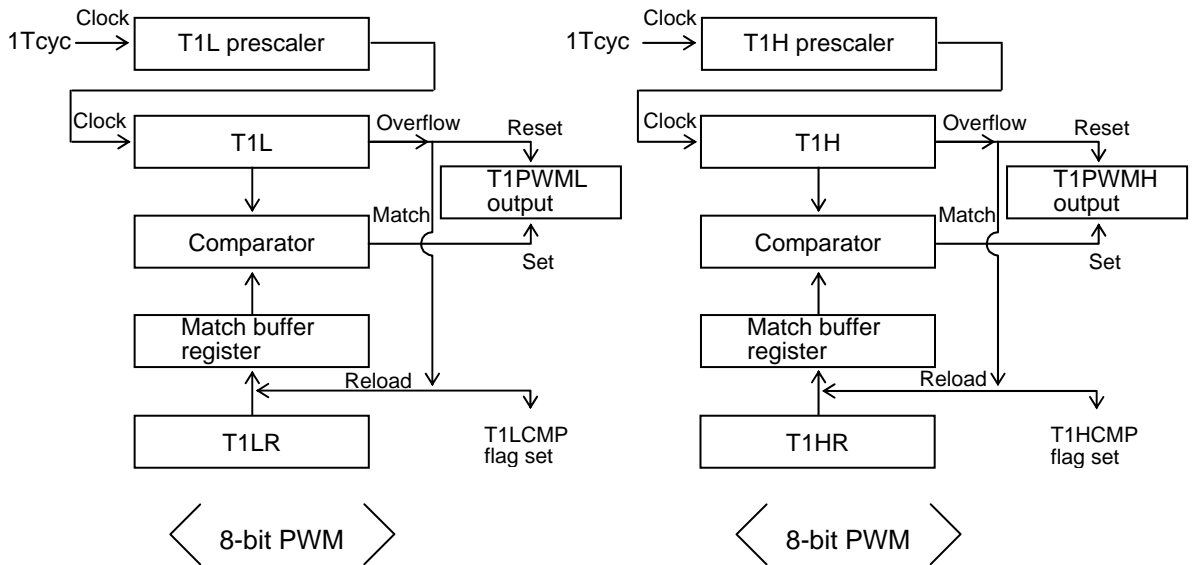 Clock
1Tcyc
T1L prescaler
Clock
T1L
Overflow
Reset
T1PWML
output
Match
Comparator
Set
Match buffer
register
Reload
T1LR
T1LCMP
flag set
8-bit PWM
Clock
1Tcyc
T1H prescaler
Clock
T1H
Overflow
Reset
T1PWMH
output
Match
Comparator
Set
Match buffer
register
Reload
T1HR
T1HCMP
flag set
8-bit PWM